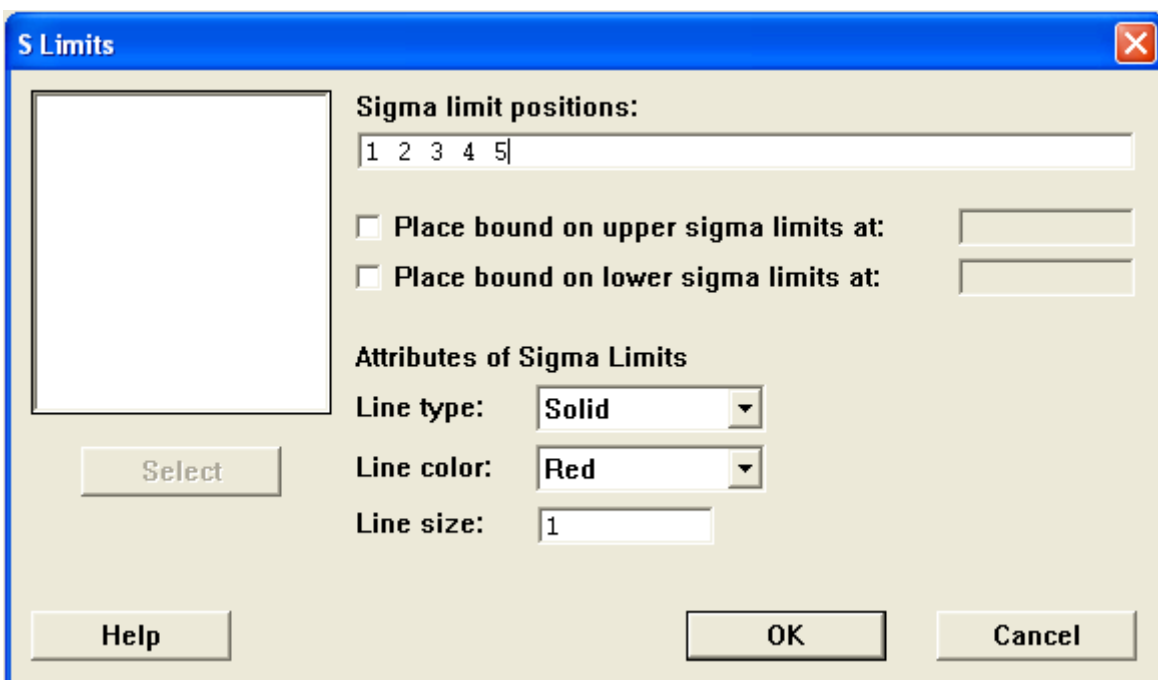 S Limits
Sigma limit positions:
1 2 3 4 5
Place bound on upper sigma limits at:
Place bound on lower sigma limits at:
Attributes of Sigma Limits
Line type: Solid
Select
Line color: Red
Line size: 1
Help OK Cancel